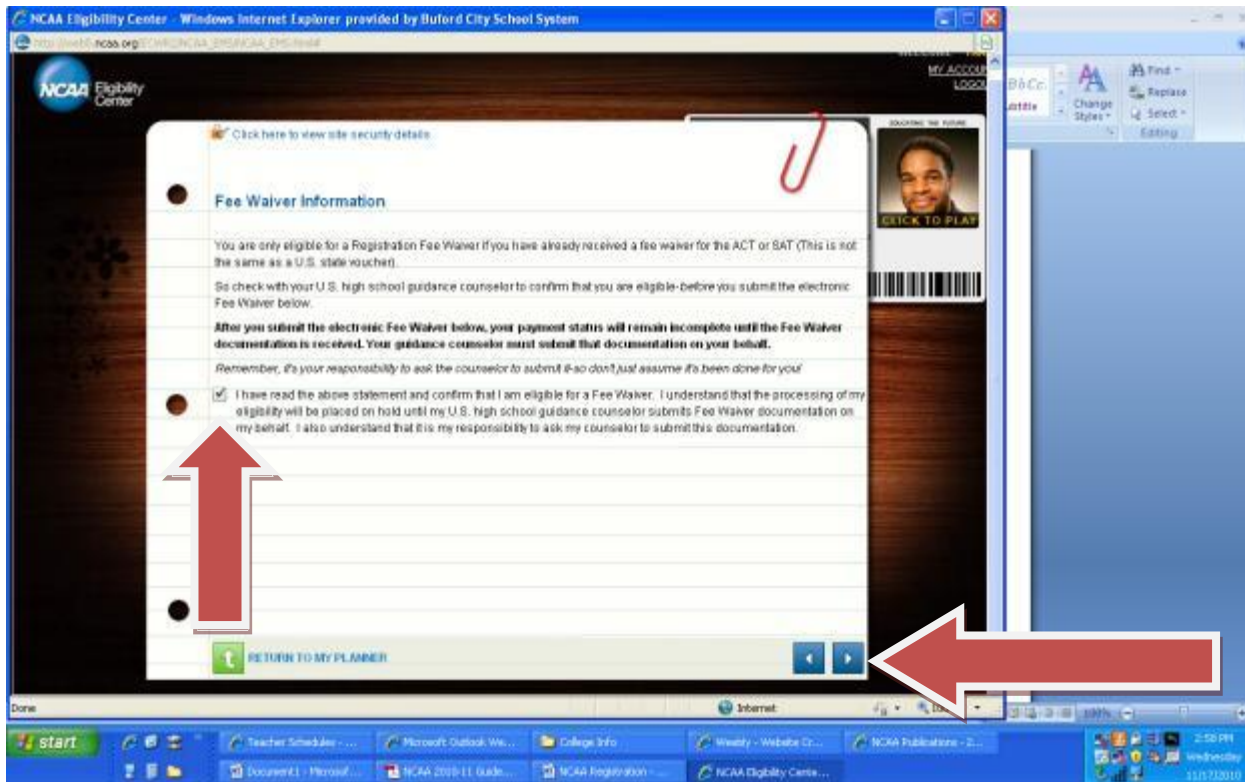 NCAA Eligibility Center - Windows Internet Explorer provided by Buford City School System
ncaa.org
MY ACCOU
LOGO
NCAA Eligibility
Center
Click here to view site security details
EDUCATING THE FUTURE
CLICK TO PLAY
Fee Waiver Information
You are only eligible for a Registration Fee Waiver if you have already received a fee waiver for the ACT or SAT (This is not
the same as a U.S. state voucher).
So check with your U.S. high school guidance counselor to confirm that you are eligible-before you submit the electronic
Fee Waiver below.
After you submit the electronic Fee Waiver below, your payment status will remain incomplete until the Fee Waiver
documentation is received. Your guidance counselor must submit that documentation on your behalf.
Remember, it's your responsibility to ask the counselor to submit it-so don't just assume it's been done for you!
I have read the above statement and confirm that I am eligible for a Fee Waiver. I understand that the processing of my
eligibility will be placed on hold until my U.S. high school guidance counselor submits Fee Waiver documentation on
my behalf. I also understand that it is my responsibility to ask my counselor to submit this documentation.
RETURN TO MY PLANNER
Done
Internet
Change
Styles
Find
Replace
Select
Editing
100%
start
Teacher Schedules - ...
Microsoft Outlook We...
College Info
Weebly - Website Cr...
NCAA Publications - 2...
Document1 - Microsof...
NCAA 2010-11 Guide...
NCAA Registration - ...
NCAA Eligibility Cente...
2:58 PM
Wednesday
11/17/2010